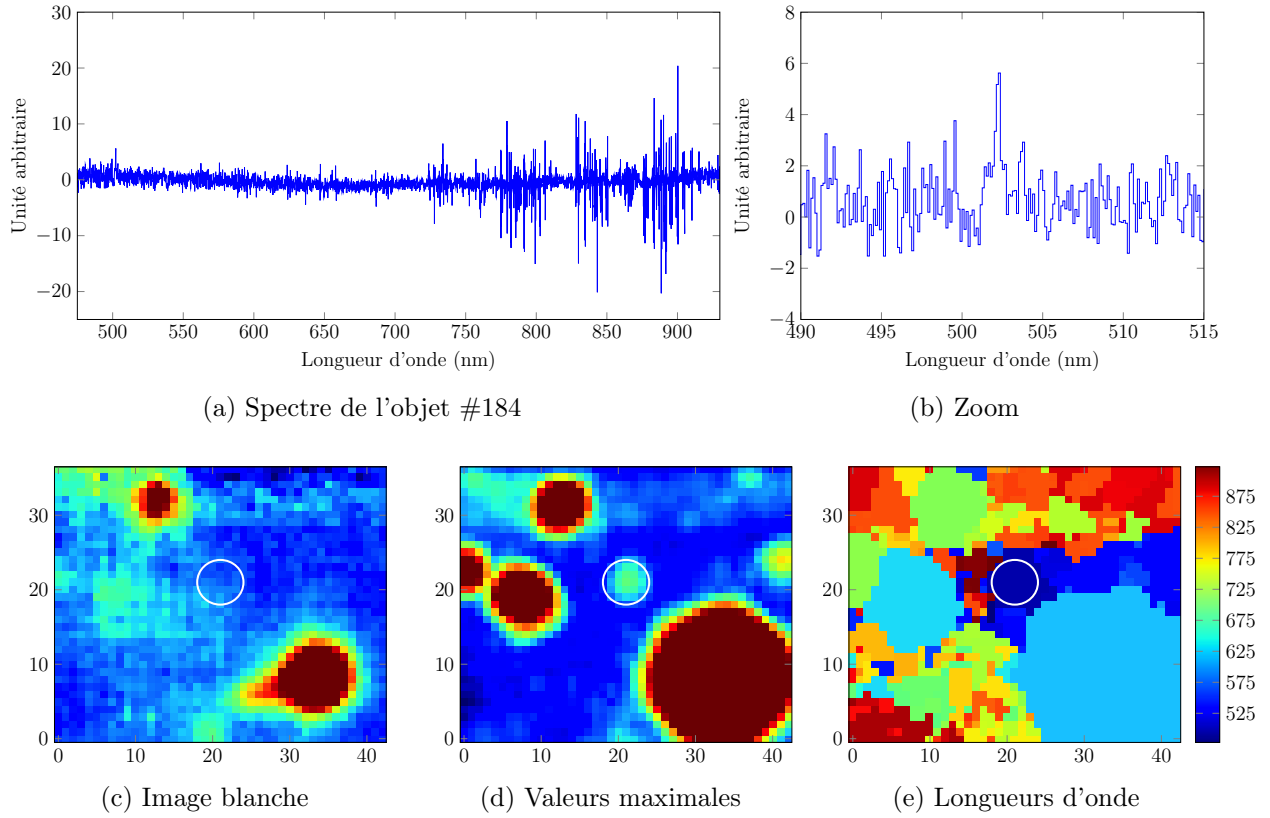 30
20
10
0
−10
−20
500 550 600 650 700 750 800 850 900
Unité arbitraire
Longueur d'onde (nm)
(a) Spectre de l'objet #184
8
6
4
2
0
−2
−4
490 495 500 505 510 515
Unité arbitraire
Longueur d'onde (nm)
(b) Zoom
30
20
10
0
0 10 20 30 40
(c) Image blanche
30
20
10
0
0 10 20 30 40
(d) Valeurs maximales
30
20
10
0
0 10 20 30 40
875
825
775
725
675
625
575
525
(e) Longueurs d'onde